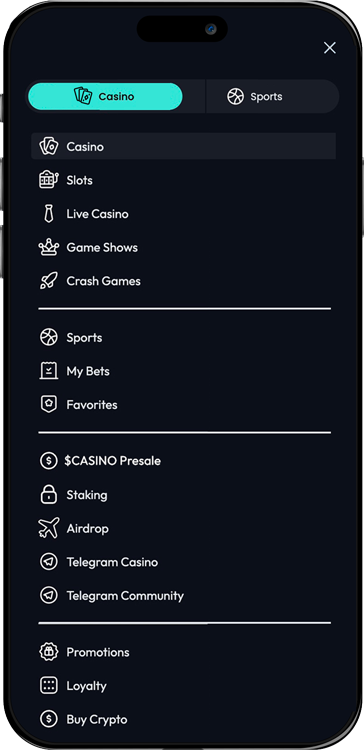 Casino
Sports
Casino
Slots
Live Casino
Game Shows
Crash Games
Sports
My Bets
Favorites
$CASINO Presale
Staking
Airdrop
Telegram Casino
Telegram Community
Promotions
Loyalty
Buy Crypto